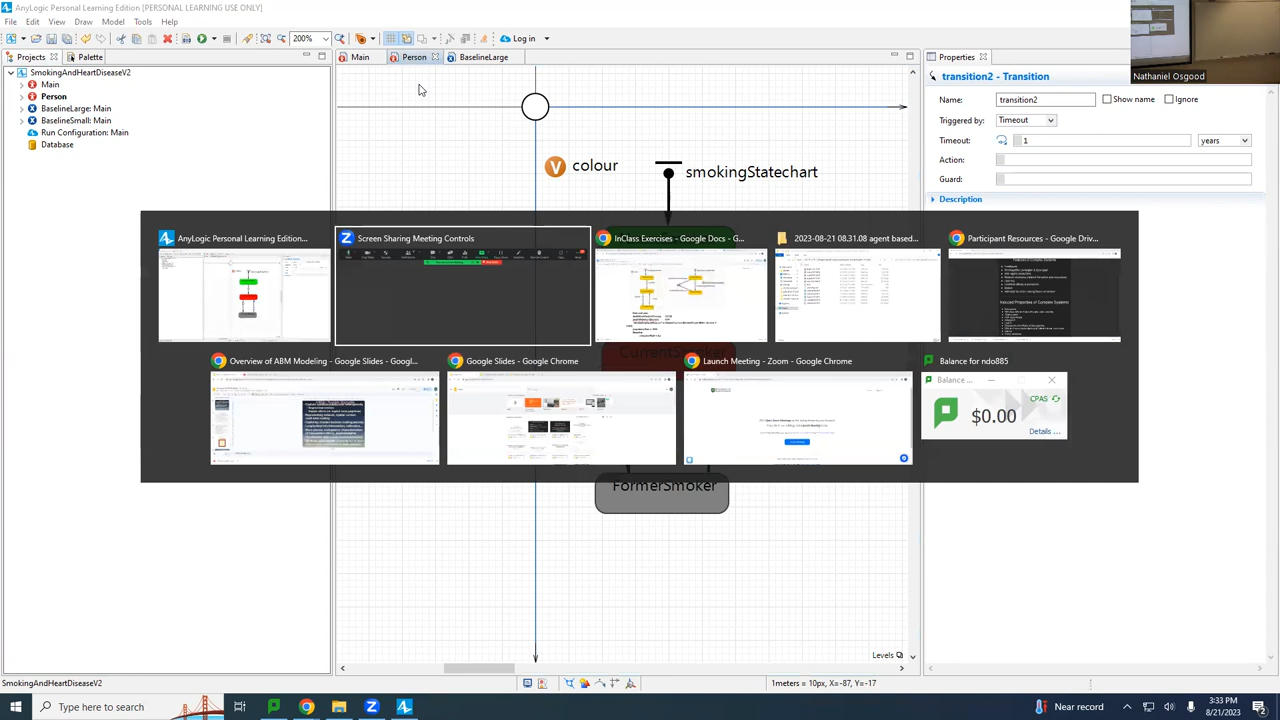 AnyLogic Personal Learning Edition [PERSONAL LEARNING USE ONLY]
File Edit View Draw Model Tools Help
200% Log in
Projects Palette Main Person BaselineLarge Properties
SmokingAndHeartDiseaseV2
Main
Person
BaselineLarge: Main
BaselineSmall: Main
Run Configuration: Main
Database
transition2 - Transition
Name: transition2 Show name Ignore
Triggered by: Timeout
Timeout: 1 years
Action:
Guard:
Description
Nathaniel Osgood
colour
smokingStatechart
AnyLogic Personal Learning Edition...
Screen Sharing Meeting Controls
InClass Exercises - Google Docs - G...
2023-08-21 08.31.08 agent based...
Participant Resources - Google Driv...
Overview of ABM Modeling - Google Slides - Googl...
Google Slides - Google Chrome
Launch Meeting - Zoom - Google Chrome
Balance for ndo885
Balance ...
CPAS
$0.00
Details...
FormerSmoker
Levels
SmokingAndHeartDiseaseV2
1meters = 10px, X=-87, Y=-17
Type here to search
Near record
3:33 PM
8/21/2023
2